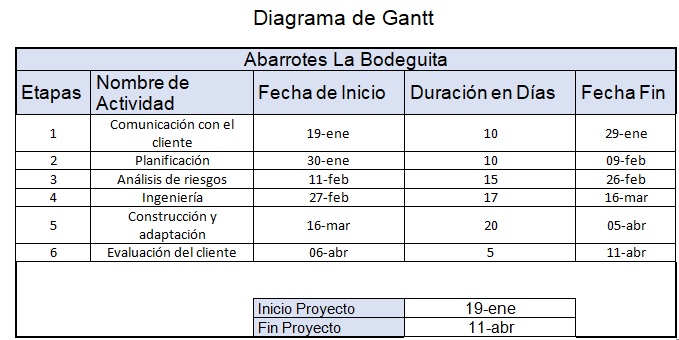 Diagrama de Gantt
Abarrotes La Bodeguita
Etapas Nombre de Actividad Fecha de Inicio Duración en Días Fecha Fin
1 Comunicación con el cliente 19-ene 10 29-ene
2 Planificación 30-ene 10 09-feb
3 Análisis de riesgos 11-feb 15 26-feb
4 Ingeniería 27-feb 17 16-mar
5 Construcción y adaptación 16-mar 20 05-abr
6 Evaluación del cliente 06-abr 5 11-abr
Inicio Proyecto 19-ene
Fin Proyecto 11-abr